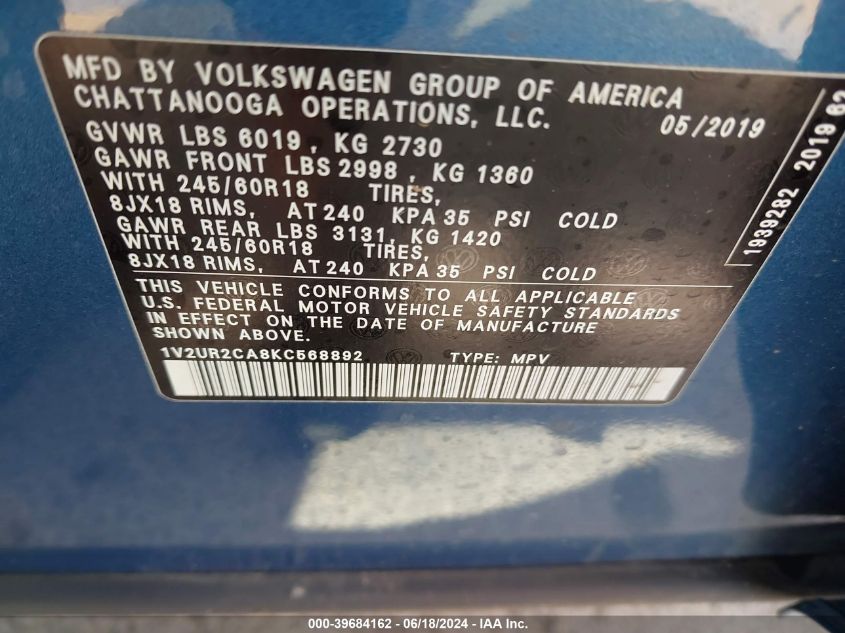 MFD BY VOLKSWAGEN GROUP OF AMERICA
CHATTANOOGA OPERATIONS, LLC.
05/2019
GVWR LBS 6019, KG 2730
GAWR FRONT LBS 2998, KG 1360
WITH 245/60R18 TIRES,
8JX18 RIMS, AT 240 KPA 35 PSI COLD
GAWR REAR LBS 3131, KG 1420
WITH 245/60R18 TIRES,
8JX18 RIMS, AT 240 KPA 35 PSI COLD
THIS VEHICLE CONFORMS TO ALL APPLICABLE
U.S. FEDERAL MOTOR VEHICLE SAFETY STANDARDS
IN EFFECT ON THE DATE OF MANUFACTURE
SHOWN ABOVE.
1V2UR2CA8KC568892 TYPE: MPV
1939282 2019 62
000-39684162 - 06/18/2024 - IAA Inc.